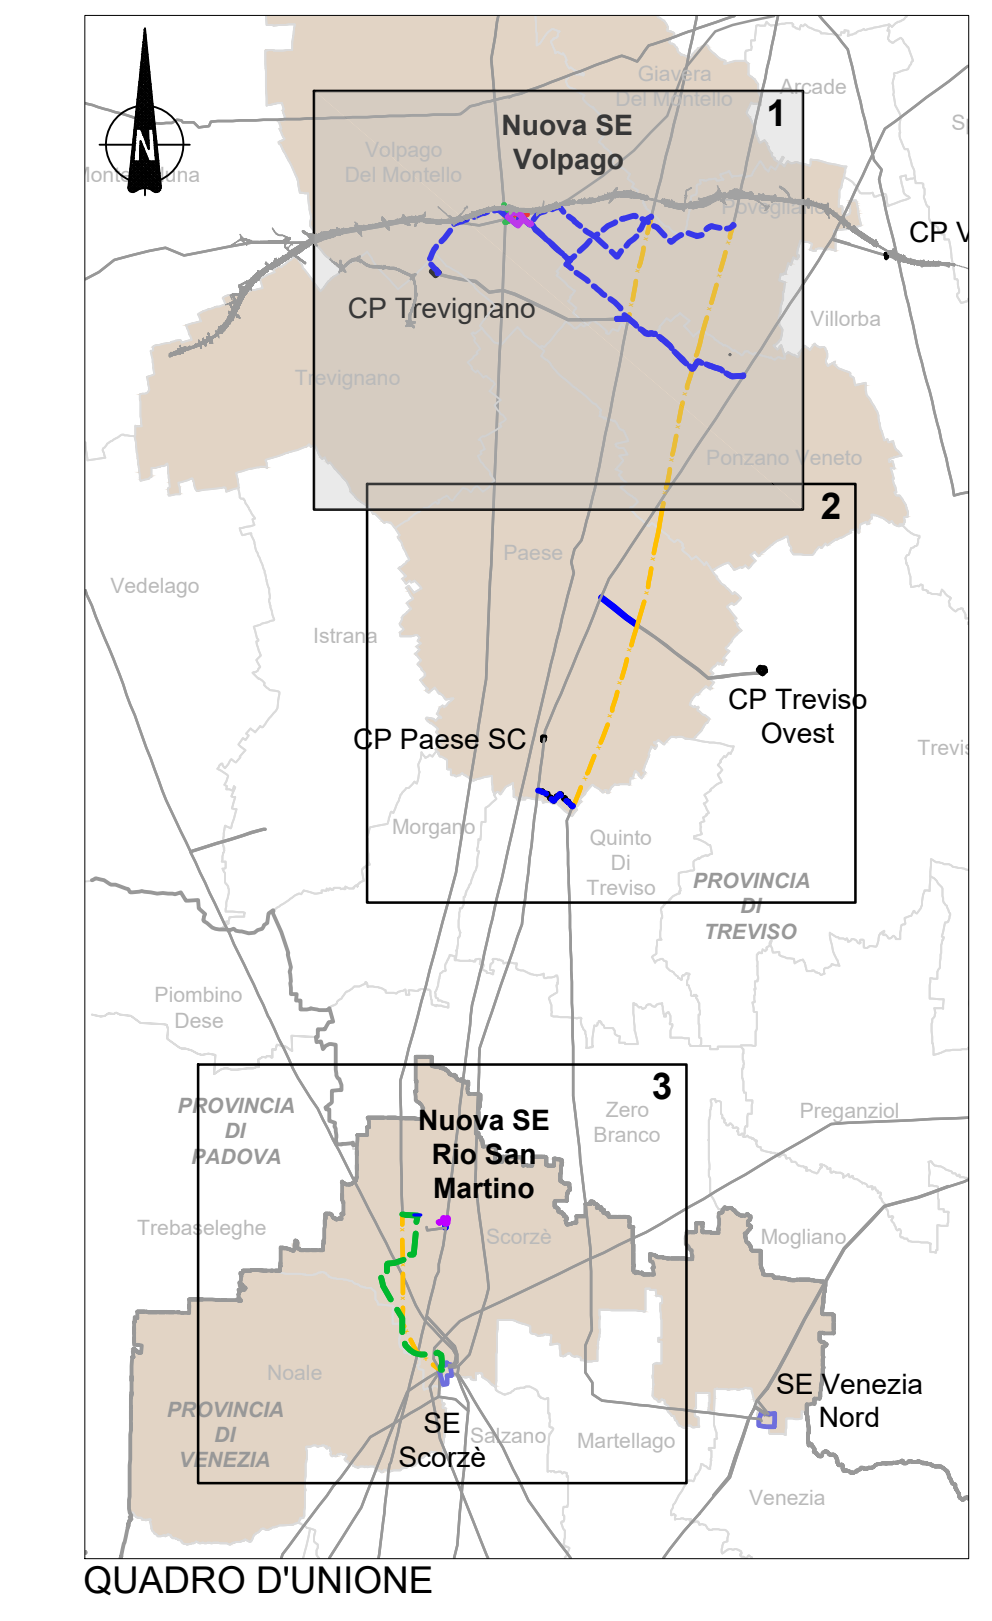 Giavera
Del Montello
Arcade
1
Nuova SE
Volpago
Volpago
Del Montello
N
Povegliano
CP V
CP Trevignano
Villorba
Trevignano
Ponzano Veneto
2
Paese
Vedelago
Istrana
CP Treviso
Ovest
CP Paese SC
Trevis
Morgano
Quinto
Di
Treviso
PROVINCIA
DI
TREVISO
Piombino
Dese
3
PROVINCIA
DI
PADOVA
Nuova SE
Rio San
Martino
Zero
Branco
Preganziol
Trebaseleghe
Scorzè
Mogliano
Noale
SE Venezia
Nord
PROVINCIA
DI
VENEZIA
SE
Scorzè
Salzano
Martellago
Venezia
QUADRO D'UNIONE